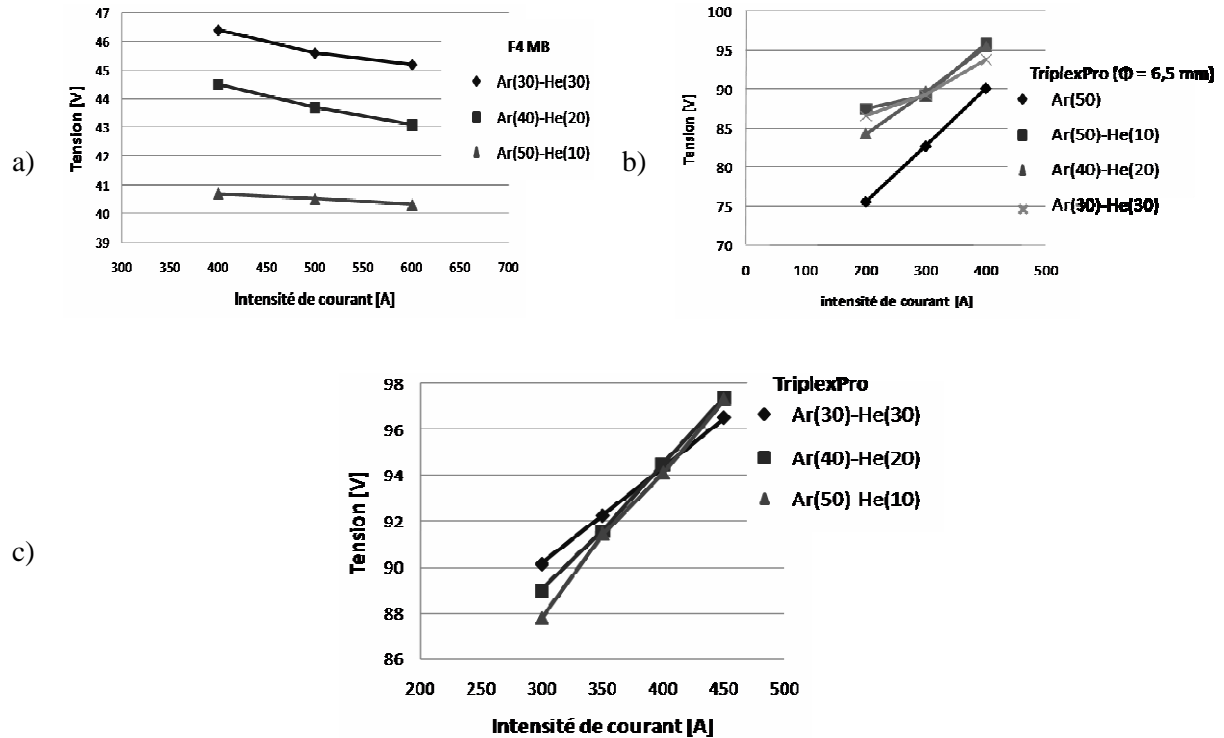 a)
47
46
45
44
43
42
41
40
39
Tension [V]
300 350 400 450 500 550 600 650 700
Intensité de courant [A]
F4 MB
Ar(30)-He(30)
Ar(40)-He(20)
Ar(50)-He(10)
b)
100
95
90
85
80
75
70
Tension [V]
0 100 200 300 400 500
intensité de courant [A]
TriplexPro (Φ = 6,5 mm)
Ar(50)
Ar(50)-He(10)
Ar(40)-He(20)
Ar(30)-He(30)
c)
98
96
94
92
90
88
86
Tension [V]
200 250 300 350 400 450 500
Intensité de courant [A]
TriplexPro
Ar(30)-He(30)
Ar(40)-He(20)
Ar(50)-He(10)